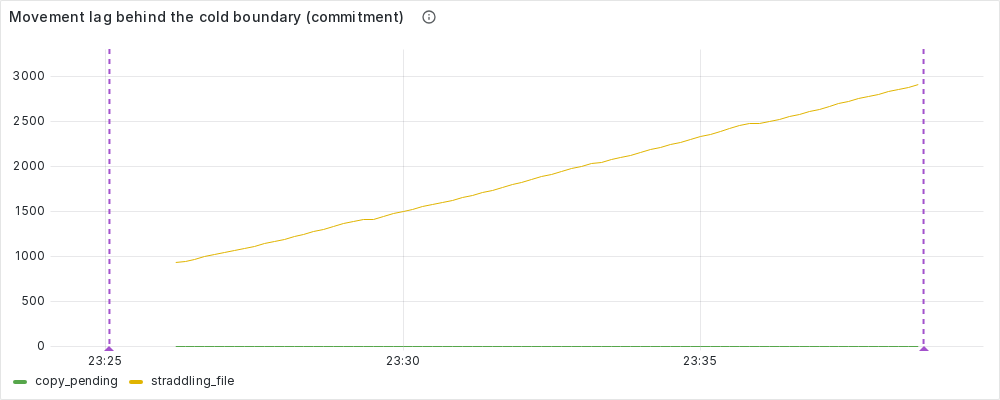 Movement lag behind the cold boundary (commitment)
3000
2500
2000
1500
1000
500
0
23:25 23:30 23:35
copy_pending straddling_file